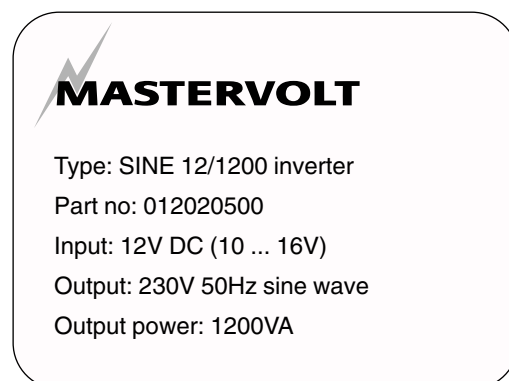 MASTERVOLT
Type: SINE 12/1200 inverter
Part no: 012020500
Input: 12V DC (10 ... 16V)
Output: 230V 50Hz sine wave
Output power: 1200VA